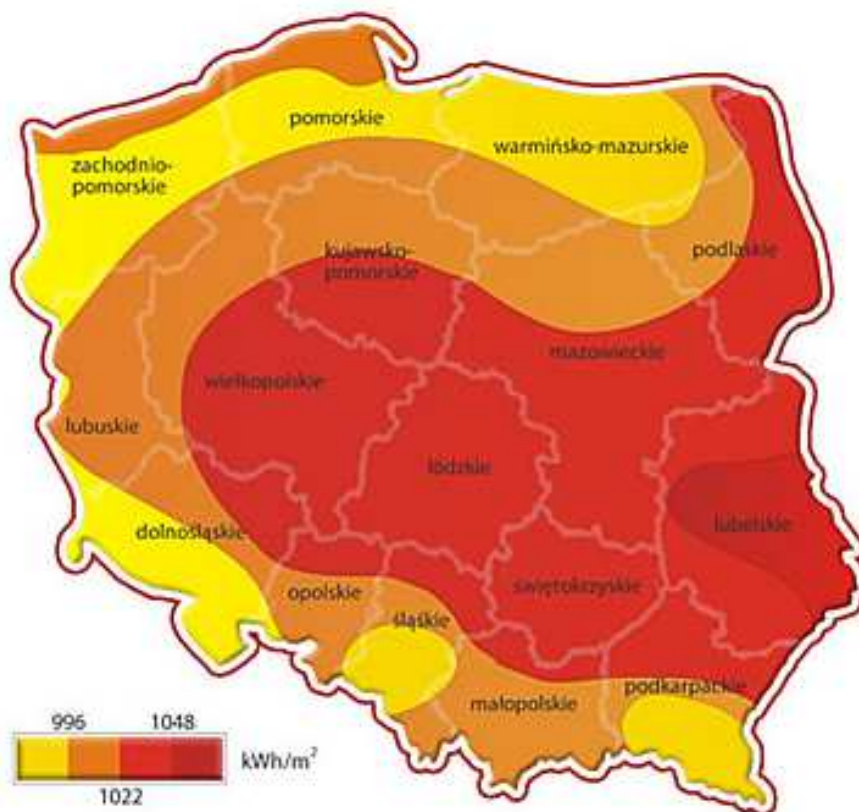 pomorskie
warmińsko-mazurskie
zachodnio-
pomorskie
podlaskie
kujawsko-
pomorskie
mazowieckie
wielkopolskie
lubuskie
łódzkie
lubelskie
dolnośląskie
opolskie
świętokrzyskie
śląskie
podkarpackie
małopolskie
996 1048
kWh/m²
1022